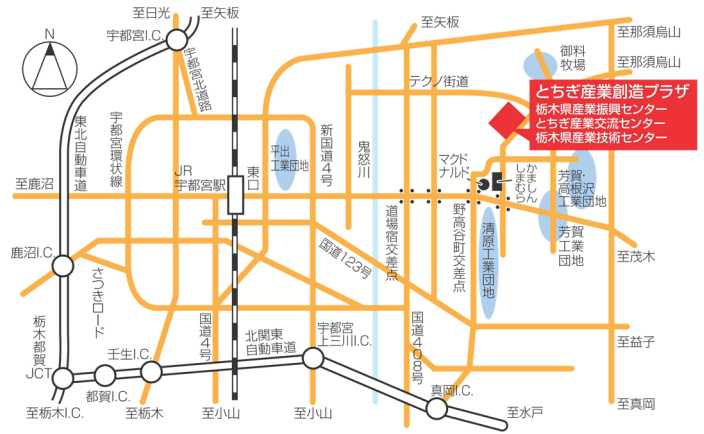 至日光
至矢板
宇都宮I.C.
N
宇都宮北道路
至矢板
至那須烏山
御料
牧場
至那須烏山
テクノ街道
とちぎ産業創造プラザ
栃木県産業振興センター
とちぎ産業交流センター
栃木県産業技術センター
東北自動車道
宇都宮環状線
平出
工業団地
新国道4号
鬼怒川
JR
宇都宮駅
東口
マクド
ナルド
かましん
しまむら
芳賀・
高根沢
工業団地
至鹿沼
道場宿交差点
野高谷町交差点
清原工業団地
芳賀
工業
団地
至茂木
国道123号
鹿沼I.C.
さつきロード
栃木都賀
JCT
壬生I.C.
都賀I.C.
国道4号
北関東
自動車道
宇都宮
上三川I.C.
国道408号
真岡I.C.
至益子
至真岡
至栃木I.C.
至栃木
至小山
至小山
至水戸